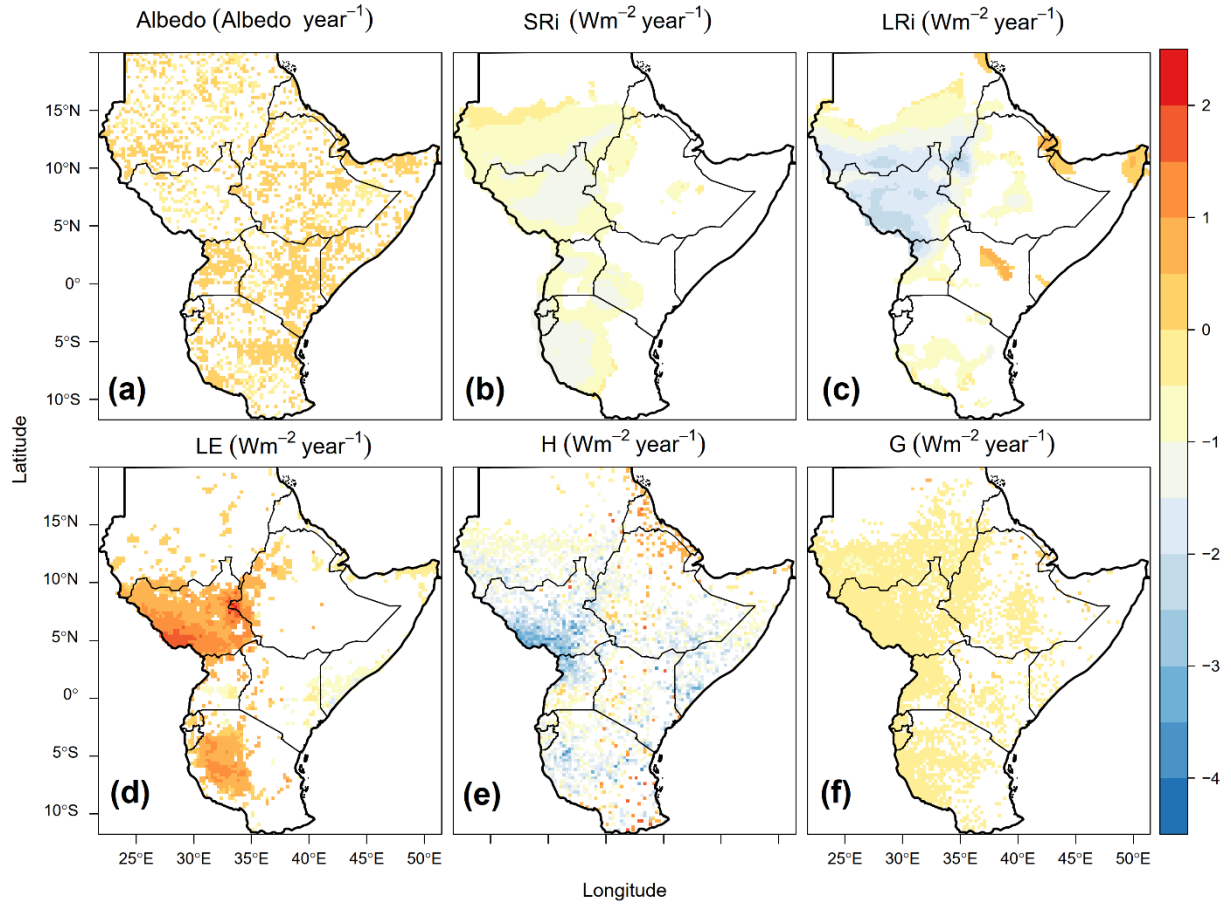 Albedo (Albedo year⁻¹)
SRi (Wm⁻² year⁻¹)
LRi (Wm⁻² year⁻¹)
15°N
10°N
5°N
0°
5°S
10°S
(a)
(b)
(c)
2
1
0
−1
−2
−3
−4
Latitude
LE (Wm⁻² year⁻¹)
H (Wm⁻² year⁻¹)
G (Wm⁻² year⁻¹)
15°N
10°N
5°N
0°
5°S
10°S
(d)
(e)
(f)
25°E 30°E 35°E 40°E 45°E 50°E
25°E 30°E 35°E 40°E 45°E 50°E
Longitude